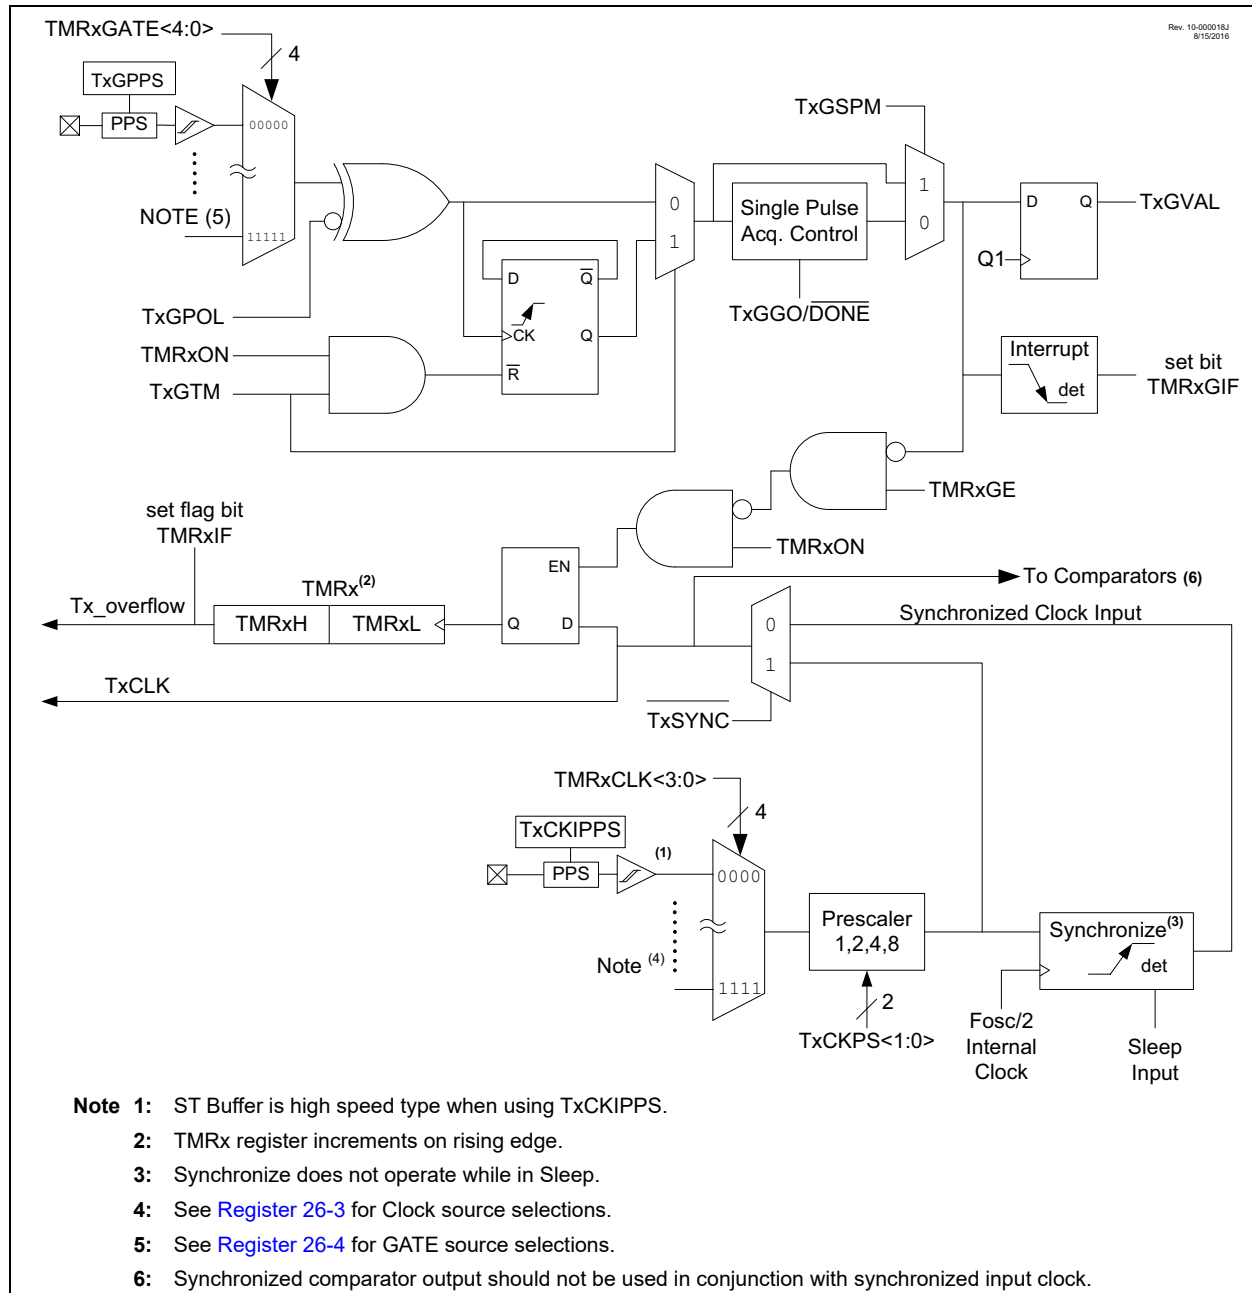 Rev. 10-000018J
8/15/2016
TMRxGATE<4:0>
4
TxGPPS
PPS
00000
NOTE (5)
11111
TxGPOL
TMRxON
TxGTM
D
Q
CK
Q
R
0
1
Single Pulse
Acq. Control
TxGGO/DONE
TxGSPM
1
0
D
Q
Q1
TxGVAL
Interrupt
det
set bit
TMRxGIF
TMRxGE
TMRxON
set flag bit
TMRxIF
Tx_overflow
TMRx(2)
TMRxH
TMRxL
EN
Q
D
To Comparators (6)
Synchronized Clock Input
0
1
TxCLK
TxSYNC
TMRxCLK<3:0>
4
TxCKIPPS
PPS
(1)
0000
Note (4)
1111
Prescaler
1,2,4,8
2
TxCKPS<1:0>
Synchronize(3)
det
Fosc/2
Internal
Clock
Sleep
Input
Note 1: ST Buffer is high speed type when using TxCKIPPS.
2: TMRx register increments on rising edge.
3: Synchronize does not operate while in Sleep.
4: See Register 26-3 for Clock source selections.
5: See Register 26-4 for GATE source selections.
6: Synchronized comparator output should not be used in conjunction with synchronized input clock.